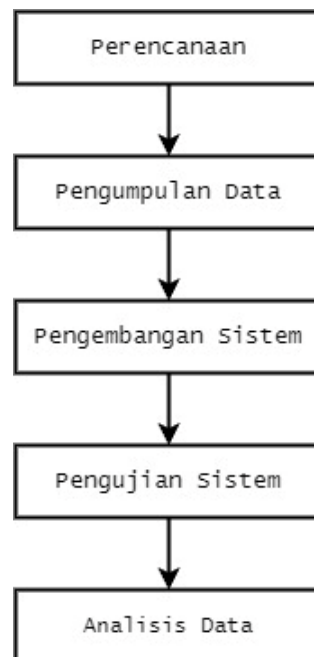 Perencanaan
Pengumpulan Data
Pengembangan Sistem
Pengujian Sistem
Analisis Data